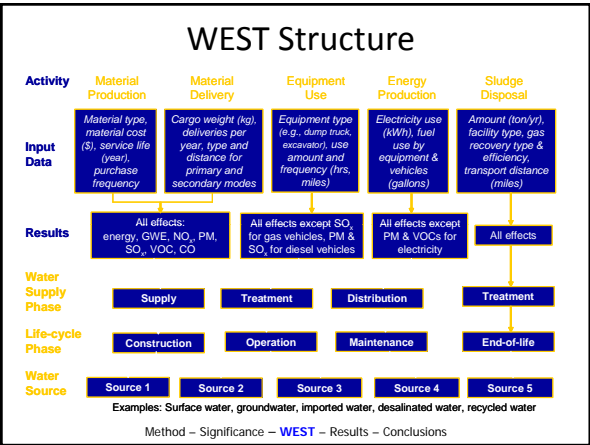 WEST Structure
Activity
Material
Production
Material
Delivery
Equipment
Use
Energy
Production
Sludge
Disposal
Input
Data
Material type,
material cost
($), service life
(year),
purchase
frequency
Cargo weight (kg),
deliveries per
year, type and
distance for
primary and
secondary modes
Equipment type
(e.g., dump truck,
excavator), use
amount and
frequency (hrs,
miles)
Electricity use
(kWh), fuel
use by
equipment &
vehicles
(gallons)
Amount (ton/yr),
facility type, gas
recovery type &
efficiency,
transport distance
(miles)
Results
All effects:
energy, GWE, NOx, PM,
SOx, VOC, CO
All effects except SOx
for gas vehicles, PM &
SOx for diesel vehicles
All effects except
PM & VOCs for
electricity
All effects
Water
Supply
Phase
Supply
Treatment
Distribution
Treatment
Life-cycle
Phase
Construction
Operation
Maintenance
End-of-life
Water
Source
Source 1
Source 2
Source 3
Source 4
Source 5
Examples: Surface water, groundwater, imported water, desalinated water, recycled water
Method – Significance – WEST – Results – Conclusions